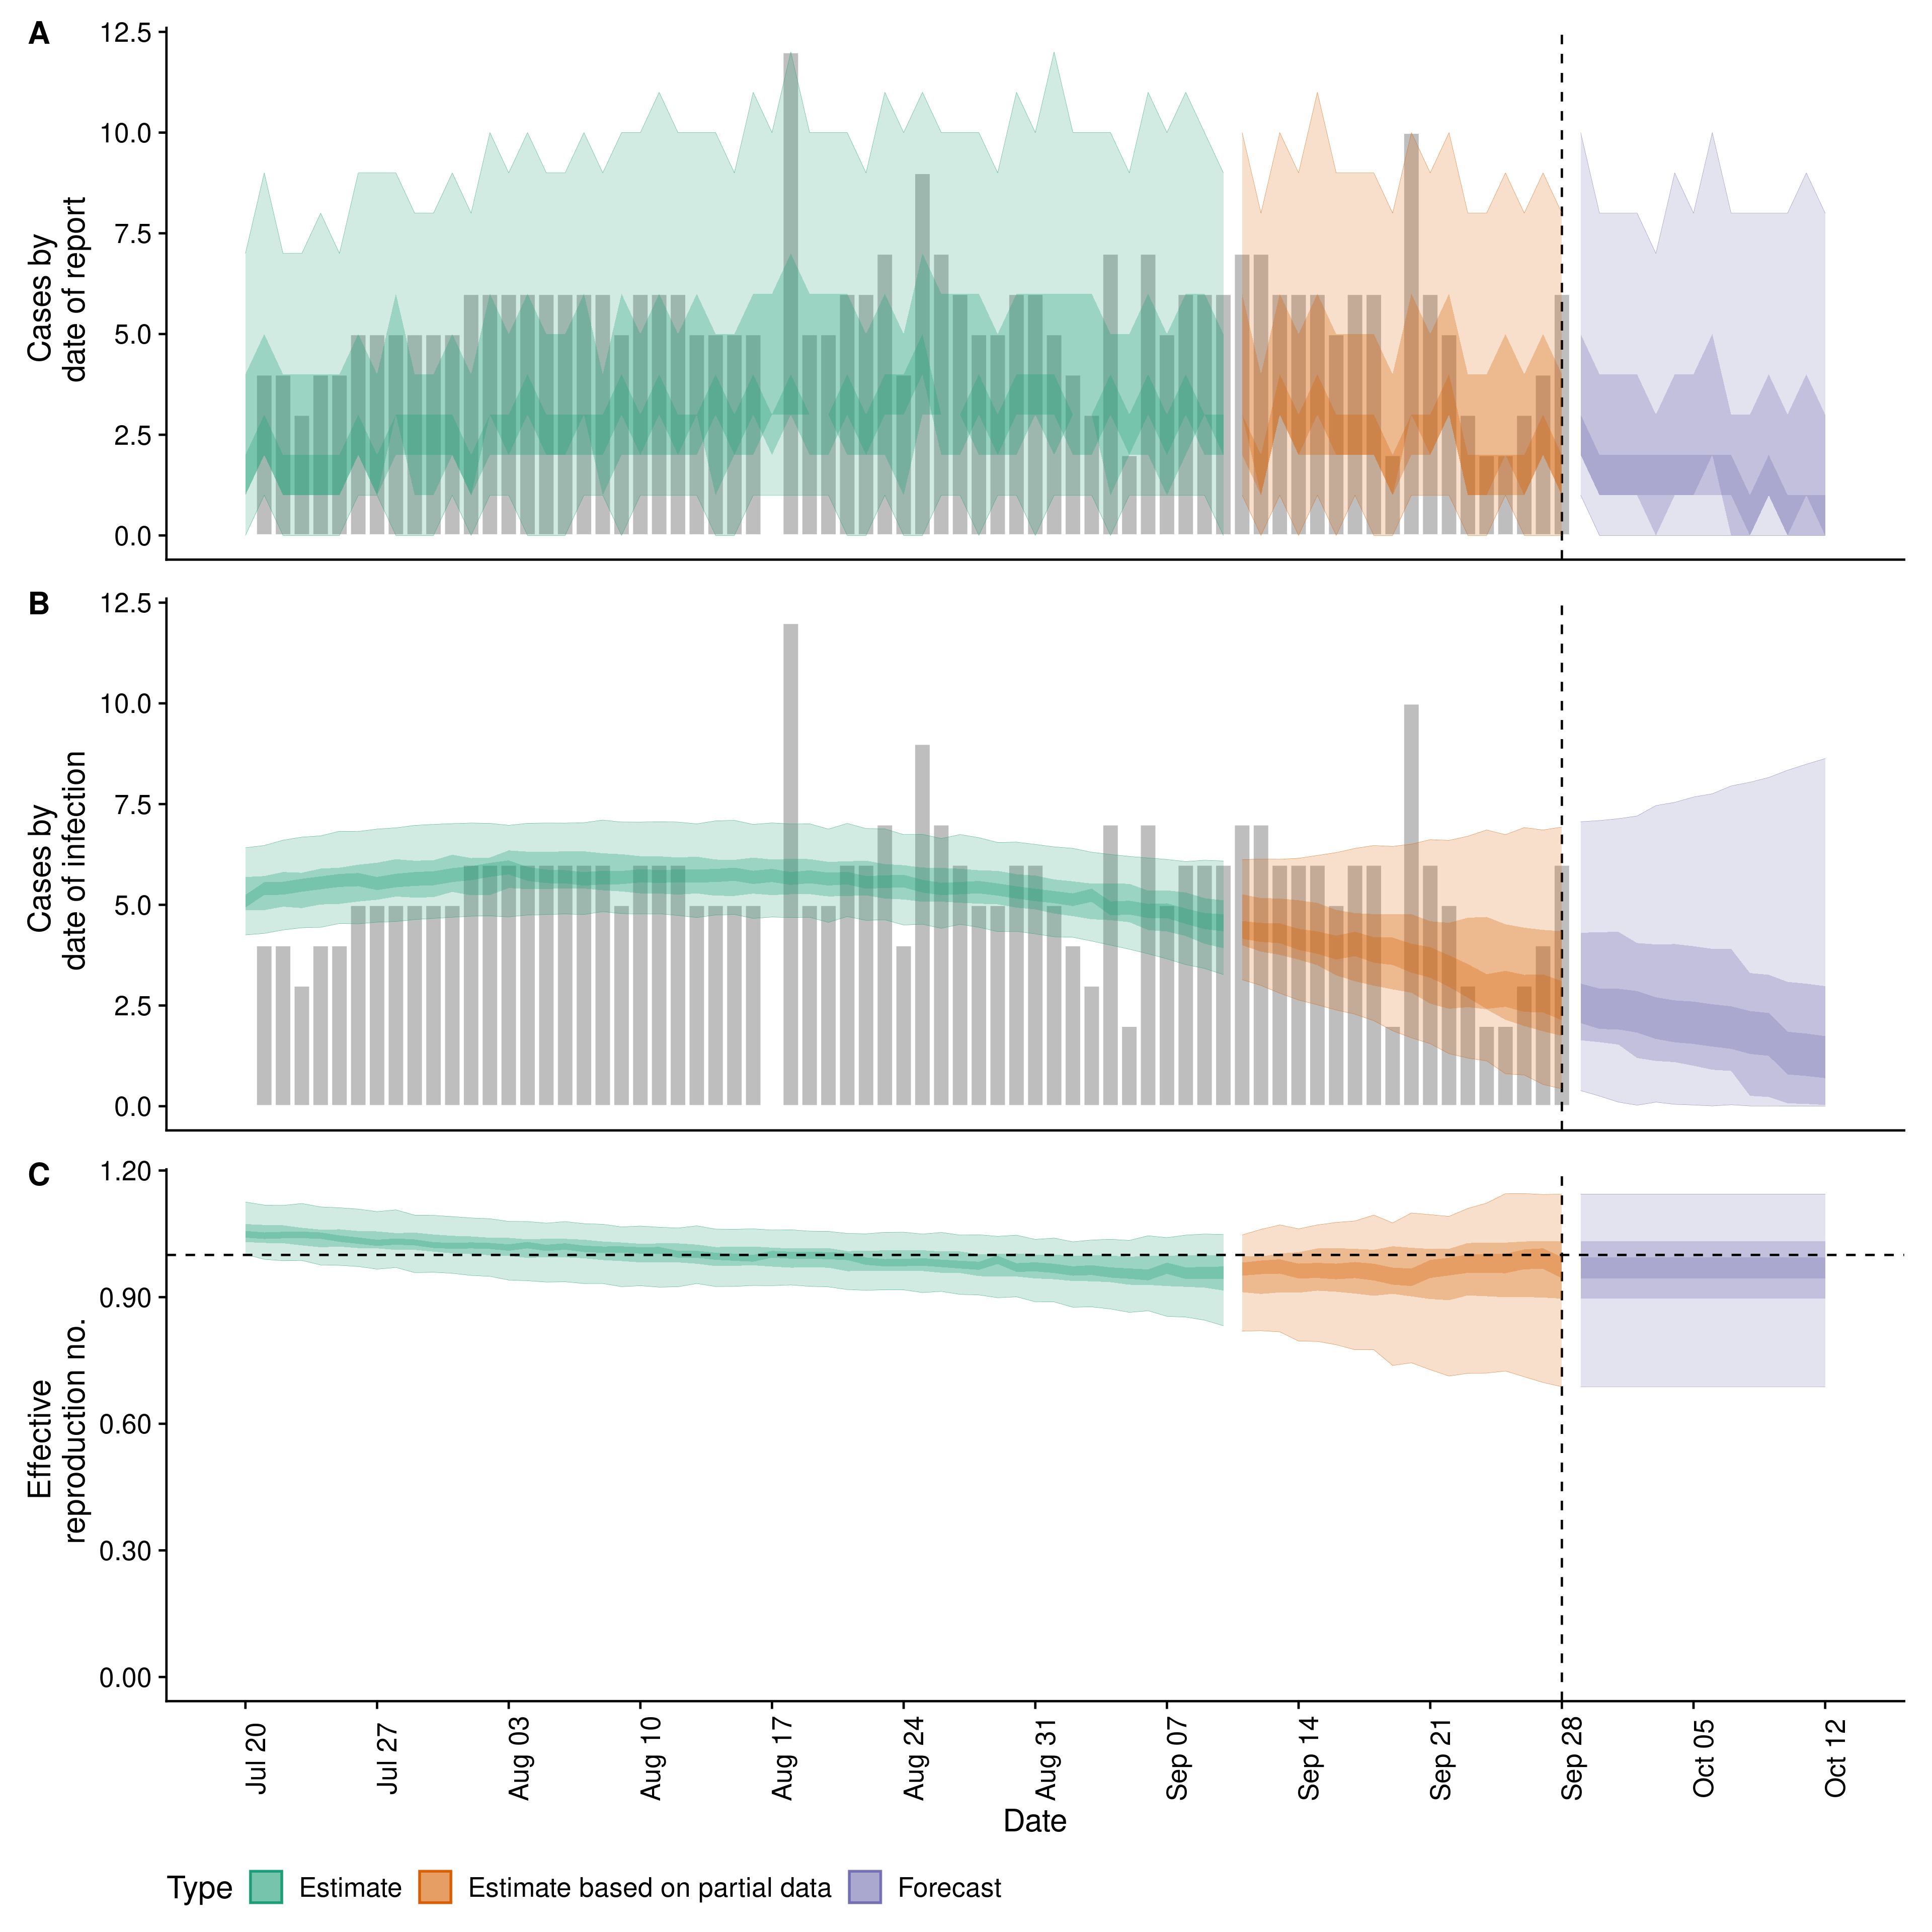 A
12.5
10.0
7.5
5.0
2.5
0.0
Cases by
date of report
B
12.5
10.0
7.5
5.0
2.5
0.0
Cases by
date of infection
C
1.20
0.90
0.60
0.30
0.00
Effective
reproduction no.
Jul 20
Jul 27
Aug 03
Aug 10
Aug 17
Aug 24
Aug 31
Sep 07
Sep 14
Sep 21
Sep 28
Oct 05
Oct 12
Date
Type Estimate Estimate based on partial data Forecast